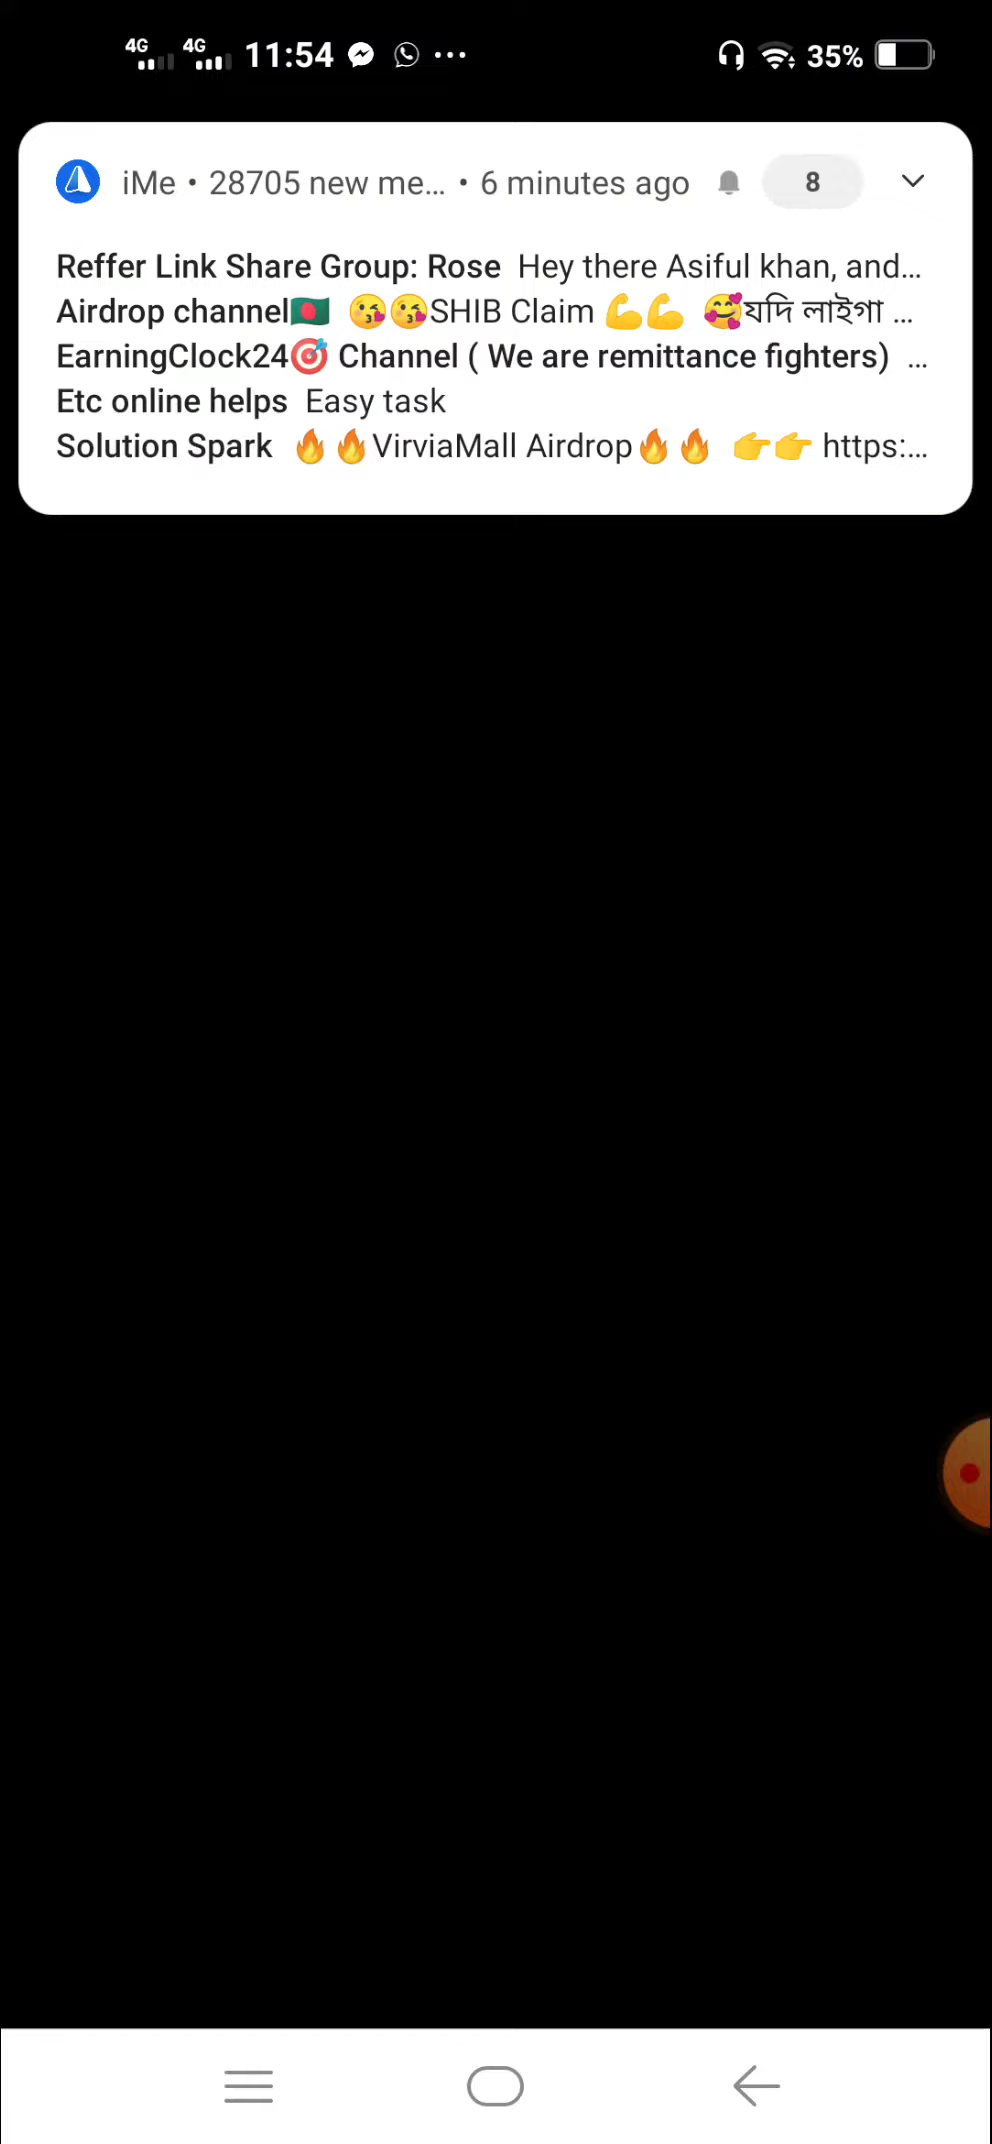 4G 4G 11:54 ... 35%
iMe • 28705 new me... • 6 minutes ago 8
Reffer Link Share Group: Rose Hey there Asiful khan, and...
Airdrop channel🇧🇩 😘😘SHIB Claim 💪💪 🥰যদি লাইগা ...
EarningClock24🎯 Channel ( We are remittance fighters) ...
Etc online helps Easy task
Solution Spark 🔥🔥VirviaMall Airdrop🔥🔥 👉👉 https:...